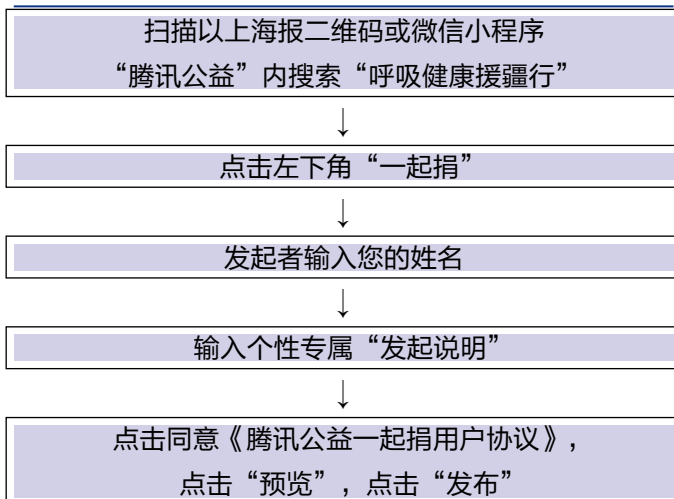 扫描以上海报二维码或微信小程序
“腾讯公益”内搜索“呼吸健康援疆行”
↓
点击左下角“一起捐”
↓
发起者输入您的姓名
↓
输入个性专属“发起说明”
↓
点击同意《腾讯公益一起捐用户协议》，
点击“预览”，点击“发布”